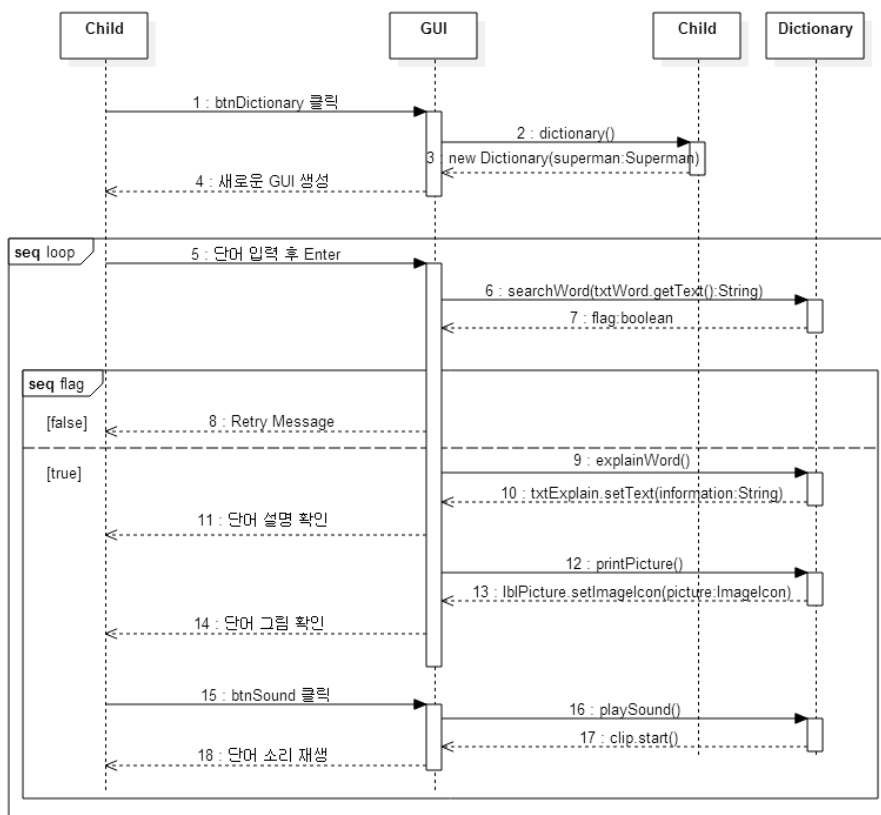 Child
GUI
Child
Dictionary
1 : btnDictionary 클릭
2 : dictionary()
3 : new Dictionary(superman:Superman)
4 : 새로운 GUI 생성
seq loop
5 : 단어 입력 후 Enter
6 : searchWord(txtWord.getText():String)
7 : flag:boolean
seq flag
[false]
8 : Retry Message
[true]
9 : explainWord()
10 : txtExplain.setText(information:String)
11 : 단어 설명 확인
12 : printPicture()
13 : lblPicture.setImageIcon(picture:ImageIcon)
14 : 단어 그림 확인
15 : btnSound 클릭
16 : playSound()
17 : clip.start()
18 : 단어 소리 재생